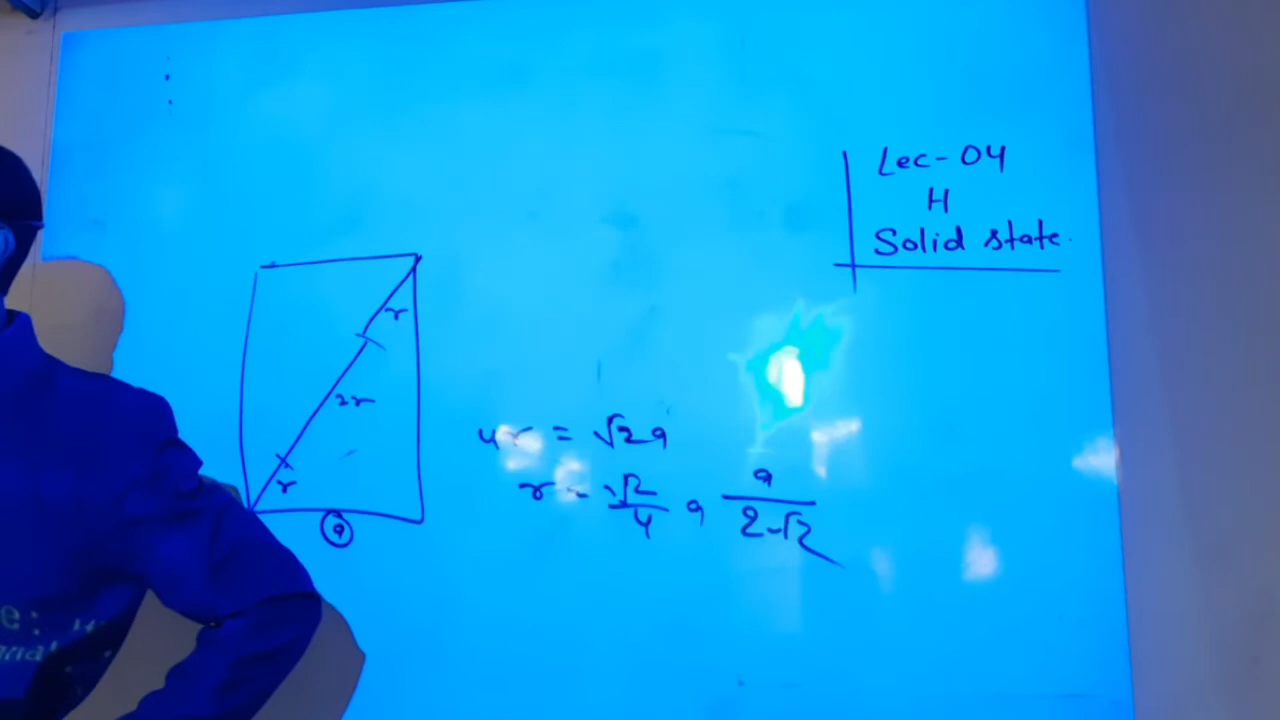 Lec-04
H
Solid state.
r
2r
r
a
4r = √2a
r = √2/4 a a/2√2